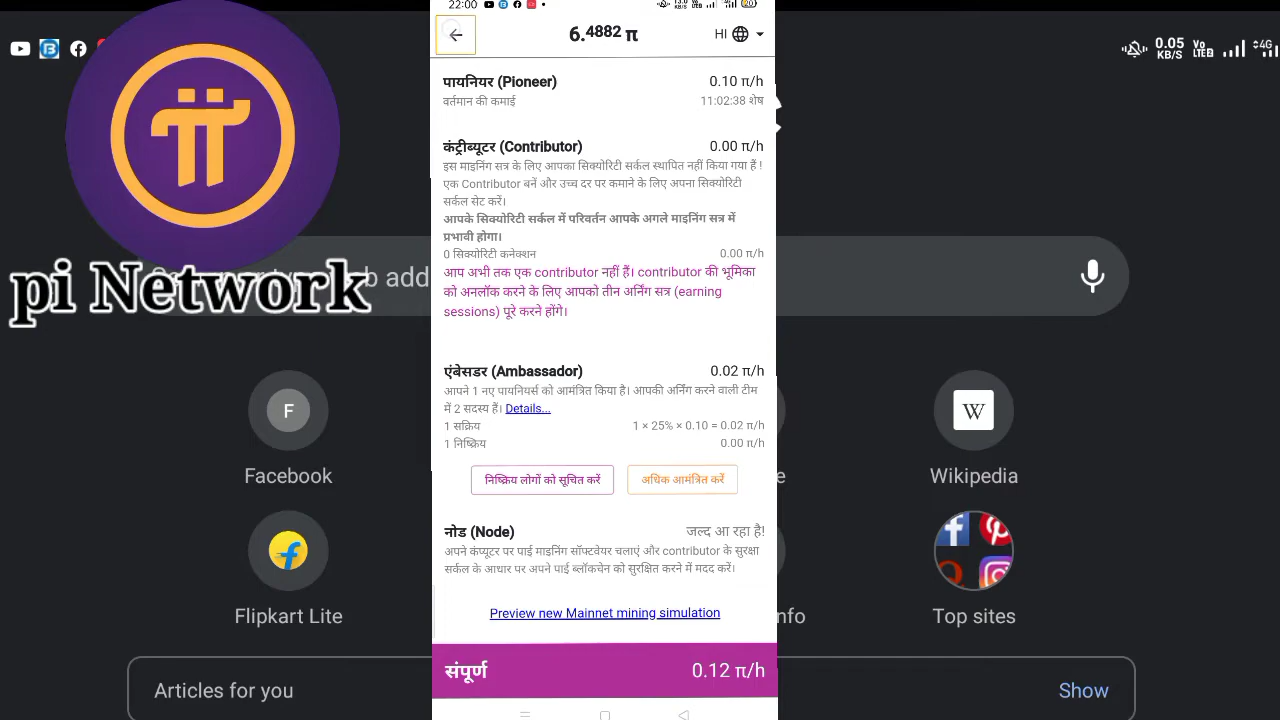 22:00
13.0 KB/S
6.4882 π
HI
0.05 KB/S
Vo LTE2
4G
पायनियर (Pioneer) 0.10 π/h
वर्तमान की कमाई 11:02:38 शेष
कंट्रीब्यूटर (Contributor) 0.00 π/h
इस माइनिंग सत्र के लिए आपका सिक्योरिटी सर्कल स्थापित नहीं किया गया हैं !
एक Contributor बनें और उच्च दर पर कमाने के लिए अपना सिक्योरिटी
सर्कल सेट करें।
आपके सिक्योरिटी सर्कल में परिवर्तन आपके अगले माइनिंग सत्र में
प्रभावी होगा।
0 सिक्योरिटी कनेक्शन 0.00 π/h
आप अभी तक एक contributor नहीं हैं। contributor की भूमिका
को अनलॉक करने के लिए आपको तीन अर्निंग सत्र (earning
sessions) पूरे करने होंगे।
pi Network
add
एंबेसडर (Ambassador) 0.02 π/h
आपने 1 नए पायनियर्स को आमंत्रित किया है। आपकी अर्निंग करने वाली टीम
में 2 सदस्य हैं। Details...
1 सक्रिय 1 × 25% × 0.10 = 0.02 π/h
1 निष्क्रिय 0.00 π/h
निष्क्रिय लोगों को सूचित करें
अधिक आमंत्रित करें
नोड (Node) जल्द आ रहा है!
अपने कंप्यूटर पर पाई माइनिंग सॉफ्टवेयर चलाएं और contributor के सुरक्षा
सर्कल के आधार पर अपने पाई ब्लॉकचेन को सुरक्षित करने में मदद करें।
Preview new Mainnet mining simulation
संपूर्ण 0.12 π/h
F
Facebook
W
Wikipedia
Flipkart Lite
Top sites
Articles for you
Show